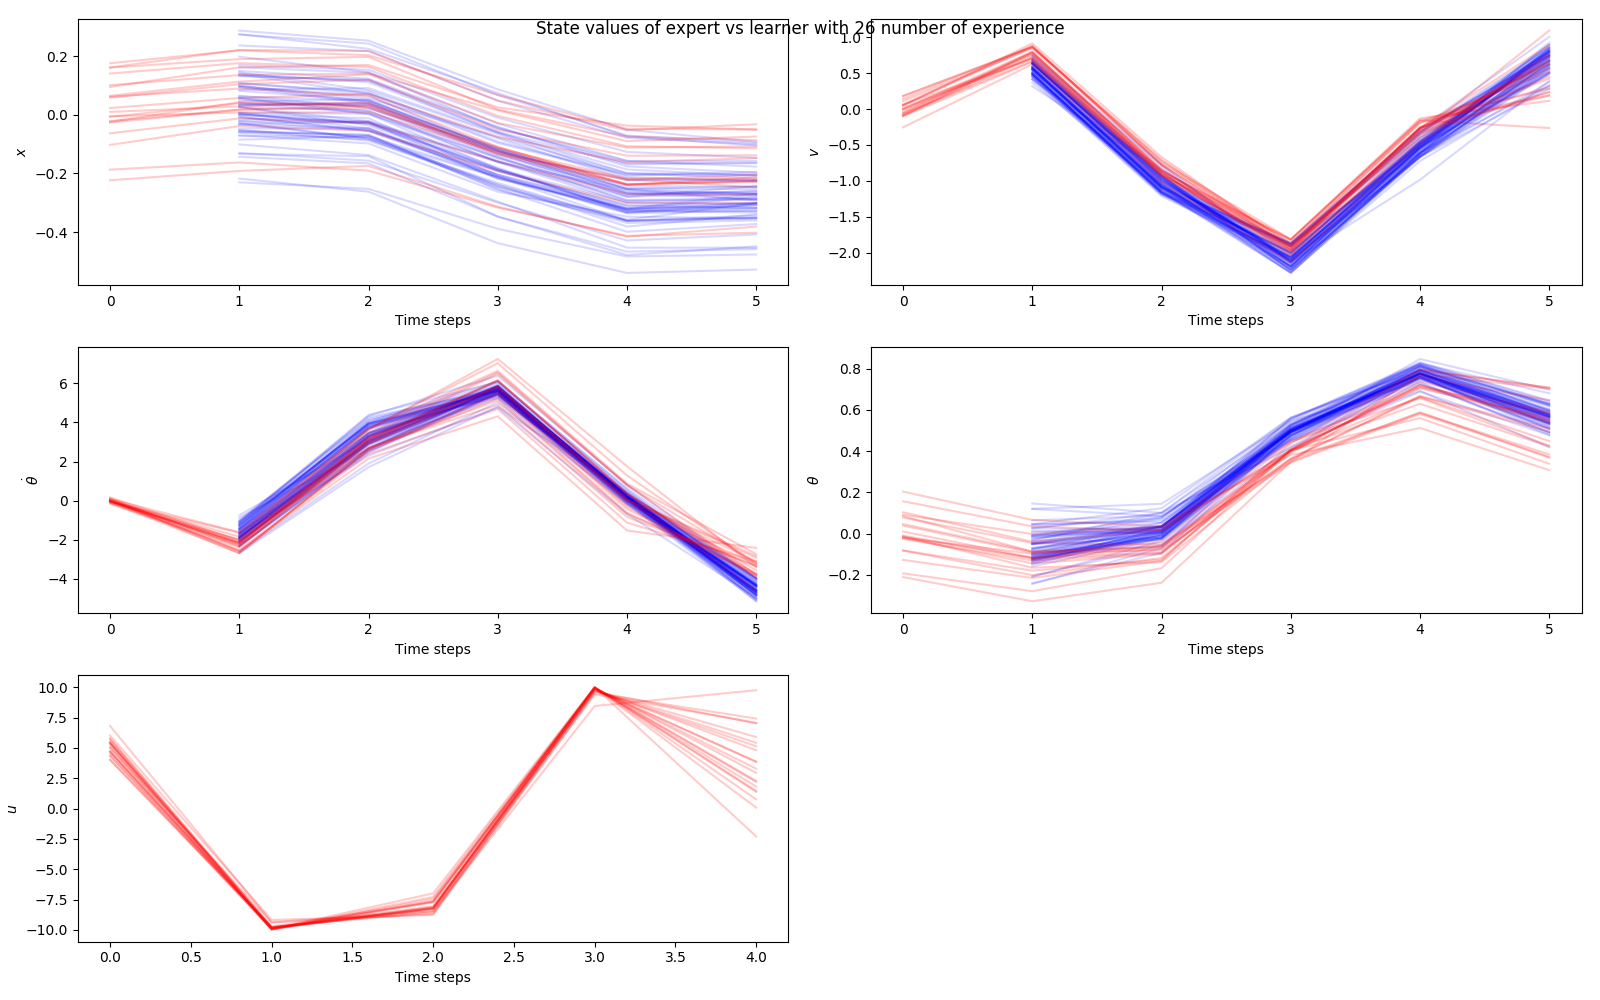 State values of expert vs learner with 26 number of experience
0.2
0.0
−0.2
−0.4
x
0 1 2 3 4 5
Time steps
1.0
0.5
0.0
−0.5
−1.0
−1.5
−2.0
v
0 1 2 3 4 5
Time steps
6
4
2
0
−2
−4
θ̇
0 1 2 3 4 5
Time steps
0.8
0.6
0.4
0.2
0.0
−0.2
θ
0 1 2 3 4 5
Time steps
10.0
7.5
5.0
2.5
0.0
−2.5
−5.0
−7.5
−10.0
u
0.0 0.5 1.0 1.5 2.0 2.5 3.0 3.5 4.0
Time steps